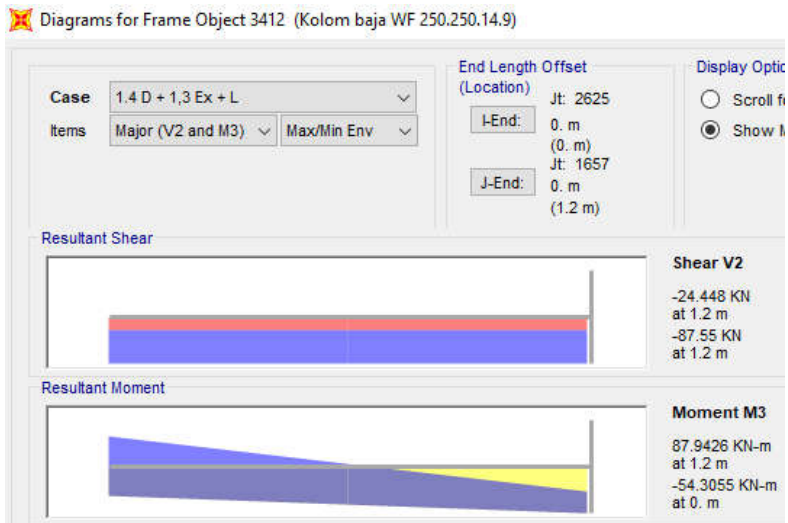 Diagrams for Frame Object 3412 (Kolom baja WF 250.250.14.9)
End Length Offset
(Location)
Display Optio
Case
1.4 D + 1,3 Ex + L
Jt: 2625
Scroll f
Items
Major (V2 and M3)
Max/Min Env
I-End:
0. m
(0. m)
Show M
Jt: 1657
J-End:
0. m
(1.2 m)
Resultant Shear
Shear V2
-24.448 KN
at 1.2 m
-87.55 KN
at 1.2 m
Resultant Moment
Moment M3
87.9426 KN-m
at 1.2 m
-54.3055 KN-m
at 0. m